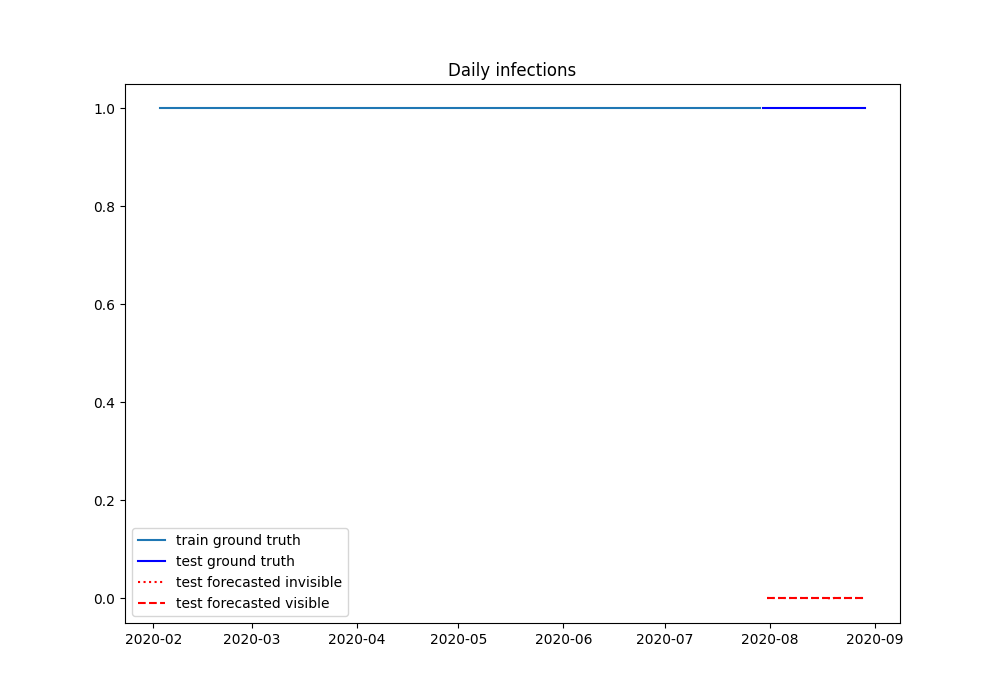 Daily infections
1.0
0.8
0.6
0.4
0.2
0.0
train ground truth
test ground truth
test forecasted invisible
test forecasted visible
2020-02 2020-03 2020-04 2020-05 2020-06 2020-07 2020-08 2020-09